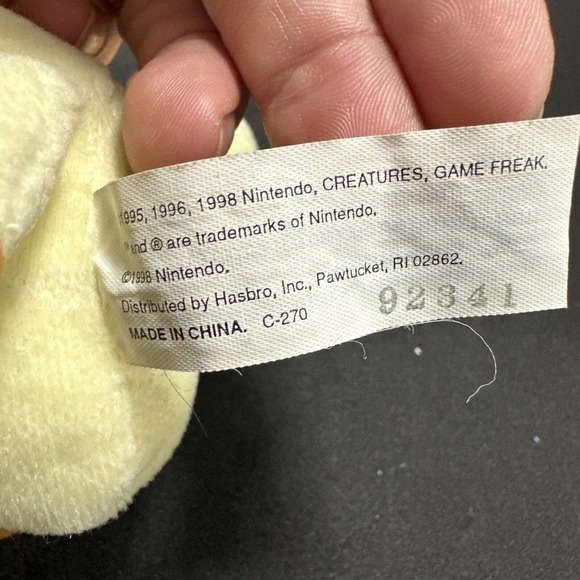 1995, 1996, 1998 Nintendo, CREATURES, GAME FREAK.
and ® are trademarks of Nintendo.
©1998 Nintendo.
Distributed by Hasbro, Inc., Pawtucket, RI 02862.
MADE IN CHINA. C-270 92341